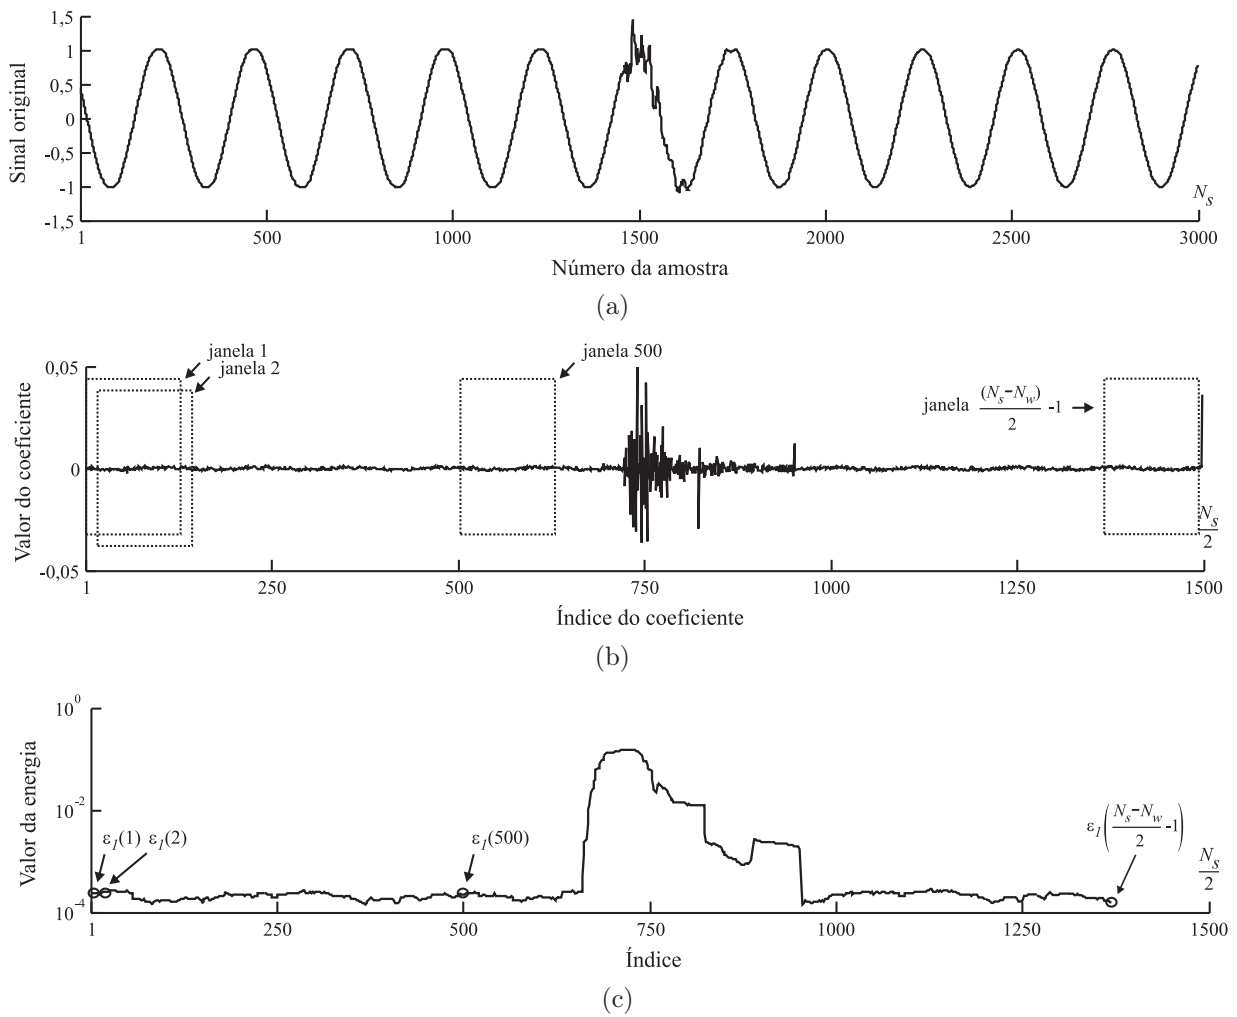 1,5
1
0,5
0
-0,5
-1
-1,5
Sinal original
N_s
1 500 1000 1500 2000 2500 3000
Número da amostra
(a)
janela 1
janela 2
janela 500
janela (N_s-N_w)/2 -1
0,05
0
-0,05
Valor do coeficiente
N_s/2
1 250 500 750 1000 1250 1500
Índice do coeficiente
(b)
10^0
10^-2
10^-4
Valor da energia
ε_1(1) ε_1(2) ε_1(500) ε_1((N_s-N_w)/2 -1)
N_s/2
1 250 500 750 1000 1250 1500
Índice
(c)